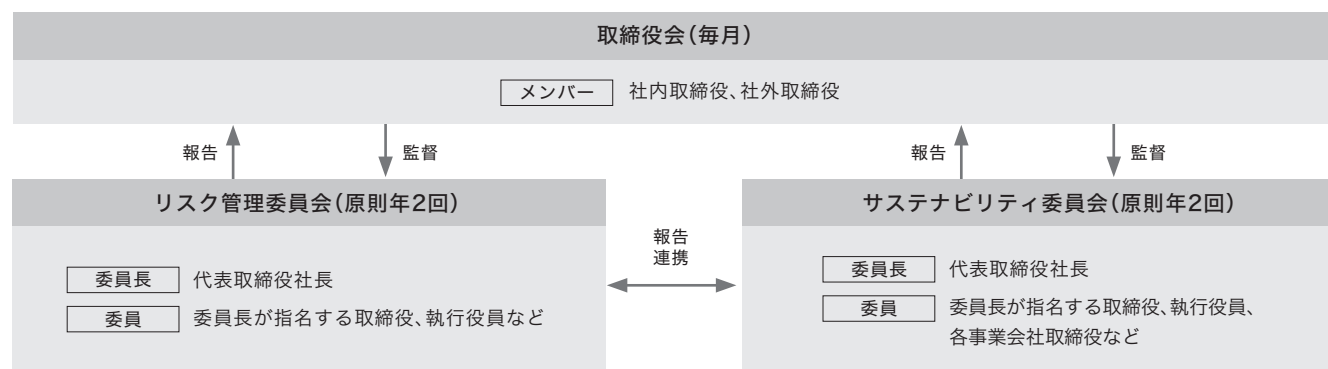 取締役会（毎月）
メンバー 社内取締役、社外取締役
報告 監督
報告 監督
リスク管理委員会（原則年2回）
委員長 代表取締役社長
委員 委員長が指名する取締役、執行役員など
報告
連携
サステナビリティ委員会（原則年2回）
委員長 代表取締役社長
委員 委員長が指名する取締役、執行役員、
各事業会社取締役など